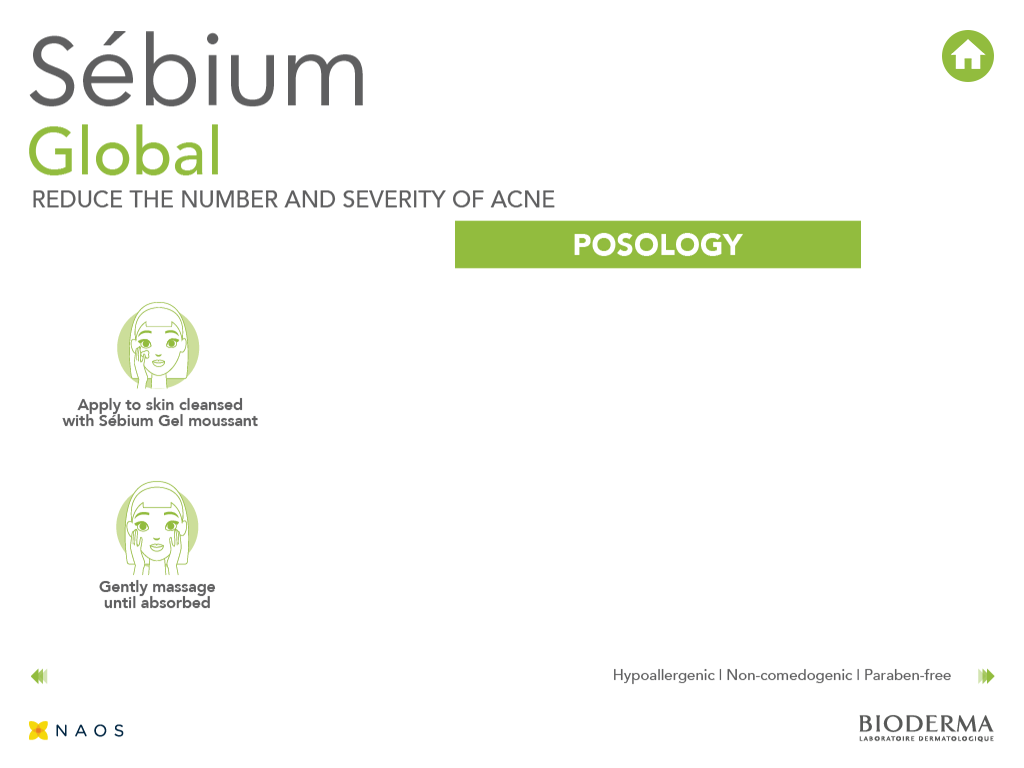 Sébium
Global
REDUCE THE NUMBER AND SEVERITY OF ACNE
POSOLOGY
Apply to skin cleansed
with Sébium Gel moussant
Gently massage
until absorbed
Hypoallergenic | Non-comedogenic | Paraben-free
NAOS
BIODERMA
LABORATOIRE DERMATOLOGIQUE